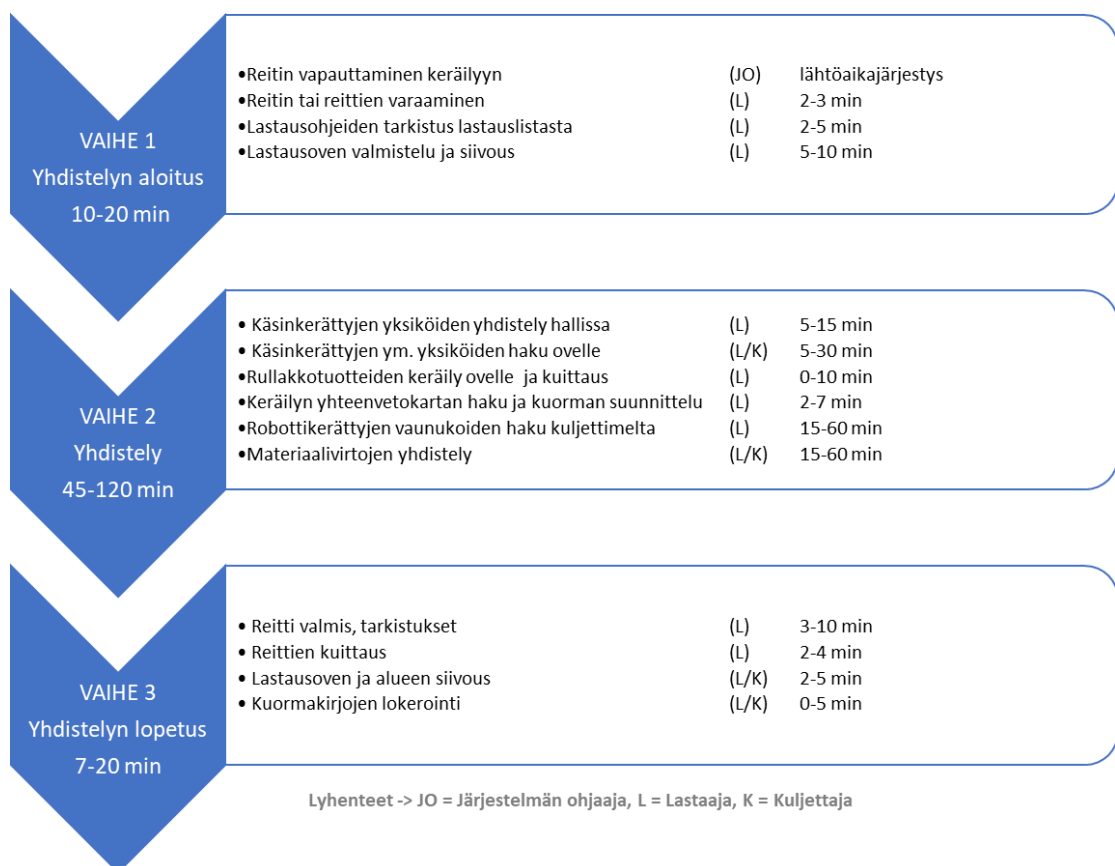 VAIHE 1
Yhdistelyn aloitus
10-20 min
•Reitin vapauttaminen keräilyyn (JO) lähtöaikajärjestys
•Reitin tai reittien varaaminen (L) 2-3 min
•Lastausohjeiden tarkistus lastauslistasta (L) 2-5 min
•Lastausoven valmistelu ja siivous (L) 5-10 min
VAIHE 2
Yhdistely
45-120 min
• Käsinkerättyjen yksiköiden yhdistely hallissa (L) 5-15 min
• Käsinkerättyjen ym. yksiköiden haku ovelle (L/K) 5-30 min
•Rullakkotuotteiden keräily ovelle ja kuittaus (L) 0-10 min
•Keräilyn yhteenvetokartan haku ja kuorman suunnittelu (L) 2-7 min
•Robottikerättyjen vaunukoiden haku kuljettimelta (L) 15-60 min
•Materiaalivirtojen yhdistely (L/K) 15-60 min
VAIHE 3
Yhdistelyn lopetus
7-20 min
• Reitti valmis, tarkistukset (L) 3-10 min
• Reittien kuittaus (L) 2-4 min
• Lastausoven ja alueen siivous (L/K) 2-5 min
• Kuormakirjojen lokerointi (L/K) 0-5 min
Lyhenteet -> JO = Järjestelmän ohjaaja, L = Lastaaja, K = Kuljettaja